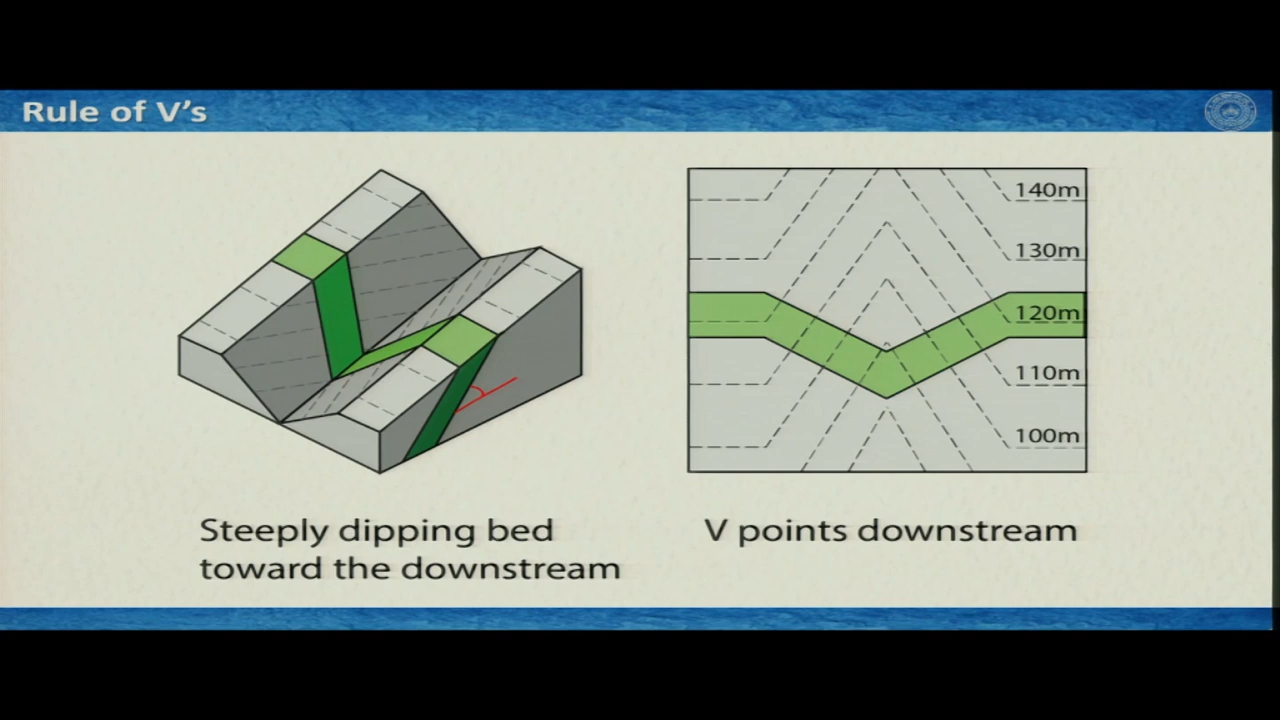 Rule of V's
140m
130m
120m
110m
100m
Steeply dipping bed
toward the downstream
V points downstream